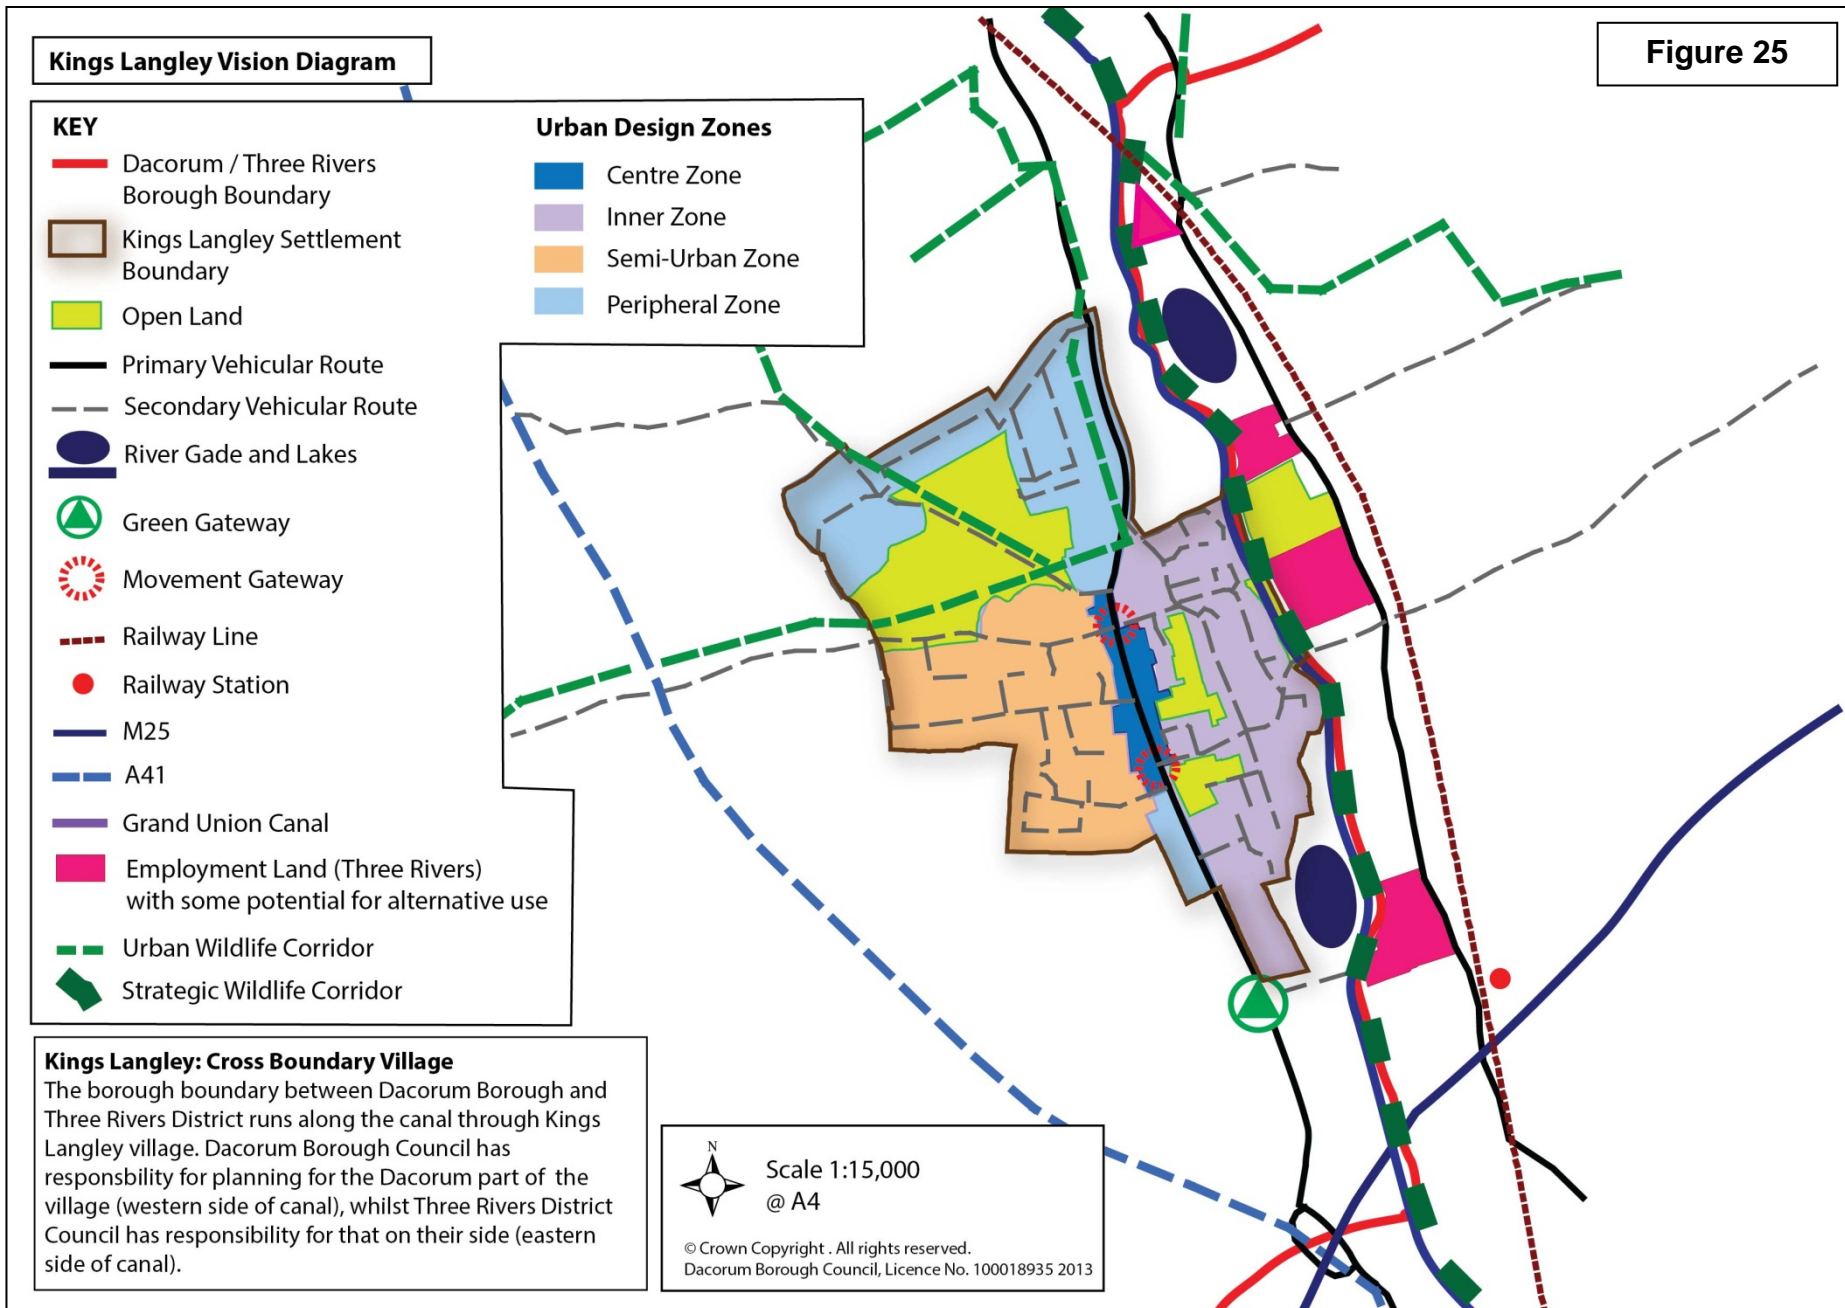 Kings Langley Vision Diagram
Figure 25
KEY
Dacorum / Three Rivers
Borough Boundary
Kings Langley Settlement
Boundary
Open Land
Primary Vehicular Route
Secondary Vehicular Route
River Gade and Lakes
Green Gateway
Movement Gateway
Railway Line
Railway Station
M25
A41
Grand Union Canal
Employment Land (Three Rivers)
with some potential for alternative use
Urban Wildlife Corridor
Strategic Wildlife Corridor
Urban Design Zones
Centre Zone
Inner Zone
Semi-Urban Zone
Peripheral Zone
Kings Langley: Cross Boundary Village
The borough boundary between Dacorum Borough and
Three Rivers District runs along the canal through Kings
Langley village. Dacorum Borough Council has
responsbility for planning for the Dacorum part of the
village (western side of canal), whilst Three Rivers District
Council has responsibility for that on their side (eastern
side of canal).
N
Scale 1:15,000
@ A4
© Crown Copyright . All rights reserved.
Dacorum Borough Council, Licence No. 100018935 2013